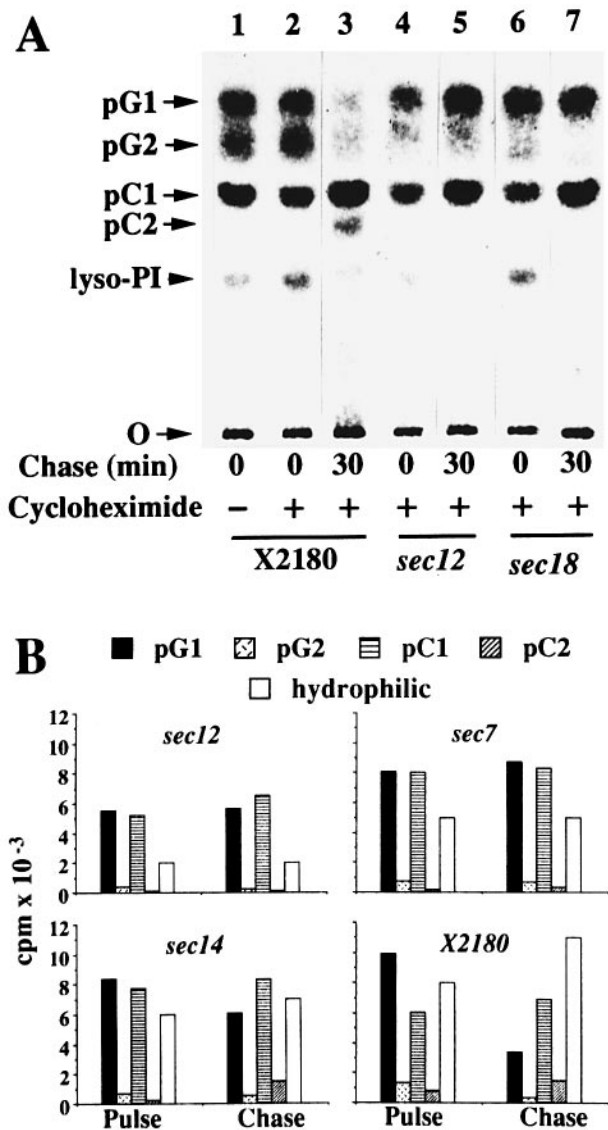 A 1 2 3 4 5 6 7
pG1
pG2
pC1
pC2
lyso-PI
O
Chase (min) 0 0 30 0 30 0 30
Cycloheximide – + + + + + +
X2180 sec12 sec18
B pG1 pG2 pC1 pC2
hydrophilic
cpm x 10⁻³
12 sec12 sec7
10
8
6
4
2
0
12 sec14 X2180
10
8
6
4
2
0
Pulse Chase Pulse Chase